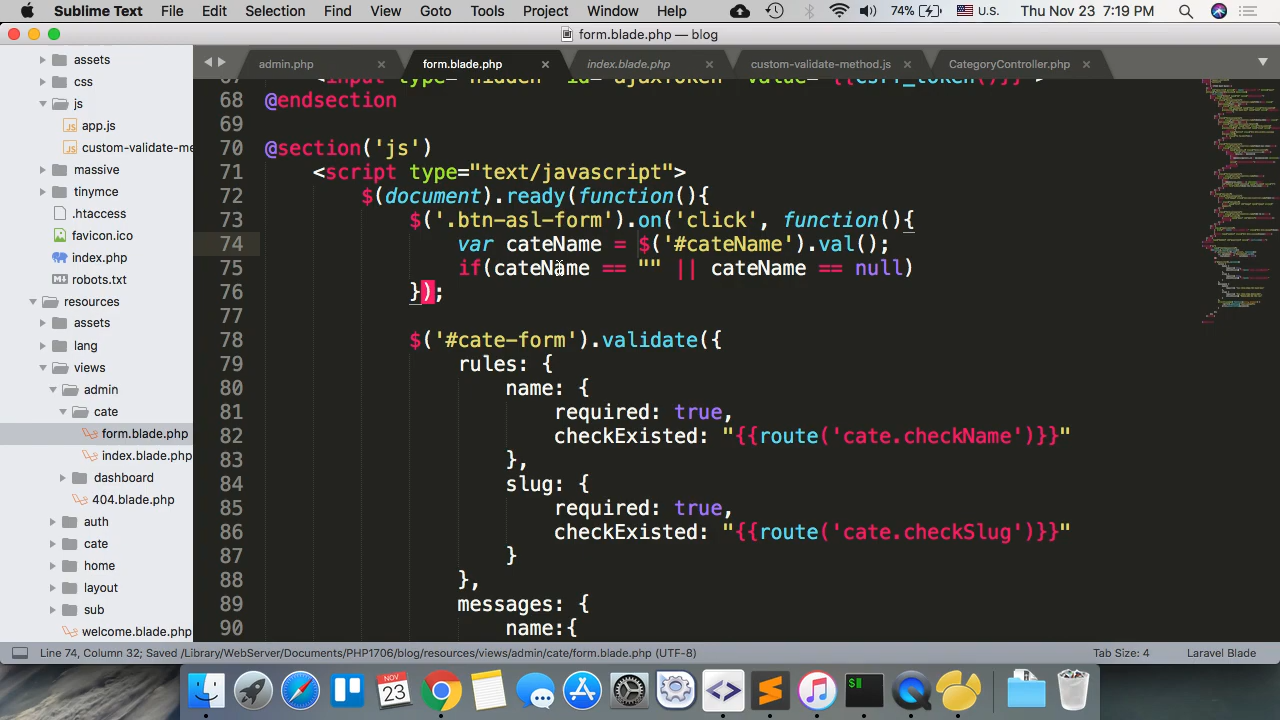 Sublime Text File Edit Selection Find View Goto Tools Project Window Help 74% U.S. Thu Nov 23 7:19 PM
form.blade.php — blog
admin.php form.blade.php index.blade.php custom-validate-method.js CategoryController.php
assets
css
js
app.js
custom-validate-me
massive
tinymce
.htaccess
favicon.ico
index.php
robots.txt
resources
assets
lang
views
admin
cate
form.blade.php
index.blade.php
dashboard
404.blade.php
auth
cate
home
layout
sub
welcome.blade.php
68 @endsection
69
70 @section('js')
71 <script type="text/javascript">
72 $(document).ready(function(){
73 $('.btn-asl-form').on('click', function(){
74 var cateName = $('#cateName').val();
75 if(cateName == "" || cateName == null)
76 });
77
78 $('#cate-form').validate({
79 rules: {
80 name: {
81 required: true,
82 checkExisted: "{{route('cate.checkName')}}"
83 },
84 slug: {
85 required: true,
86 checkExisted: "{{route('cate.checkSlug')}}"
87 }
88 },
89 messages: {
90 name:{
Line 74, Column 32; Saved /Library/WebServer/Documents/PHP1706/blog/resources/views/admin/cate/form.blade.php (UTF-8) Tab Size: 4 Laravel Blade
NOV
23